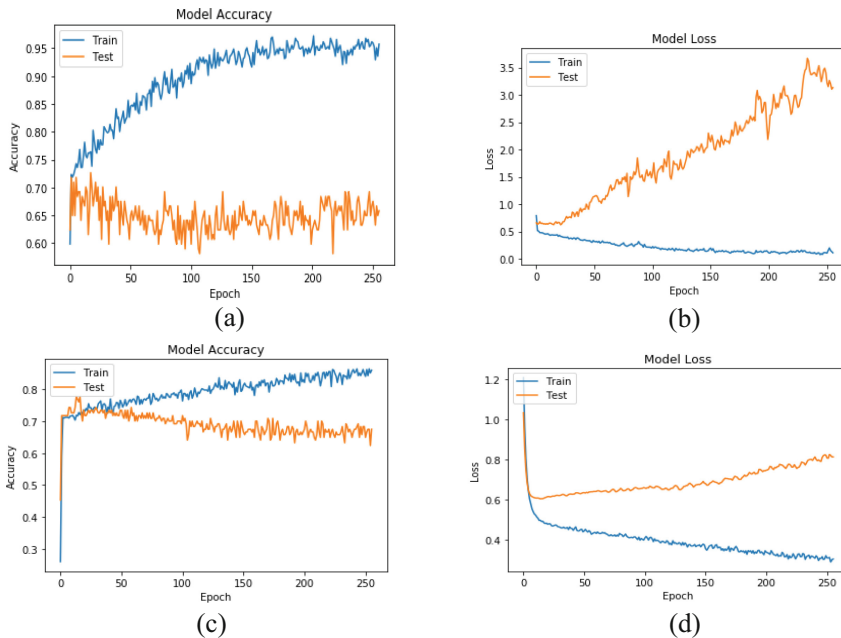 Model Accuracy
Train
Test
0.95
0.90
0.85
0.80
0.75
0.70
0.65
0.60
Accuracy
0 50 100 150 200 250
Epoch
(a)
Model Loss
Train
Test
3.5
3.0
2.5
2.0
1.5
1.0
0.5
0.0
Loss
0 50 100 150 200 250
Epoch
(b)
Model Accuracy
Train
Test
0.8
0.7
0.6
0.5
0.4
0.3
Accuracy
0 50 100 150 200 250
Epoch
(c)
Model Loss
Train
Test
1.2
1.0
0.8
0.6
0.4
Loss
0 50 100 150 200 250
Epoch
(d)